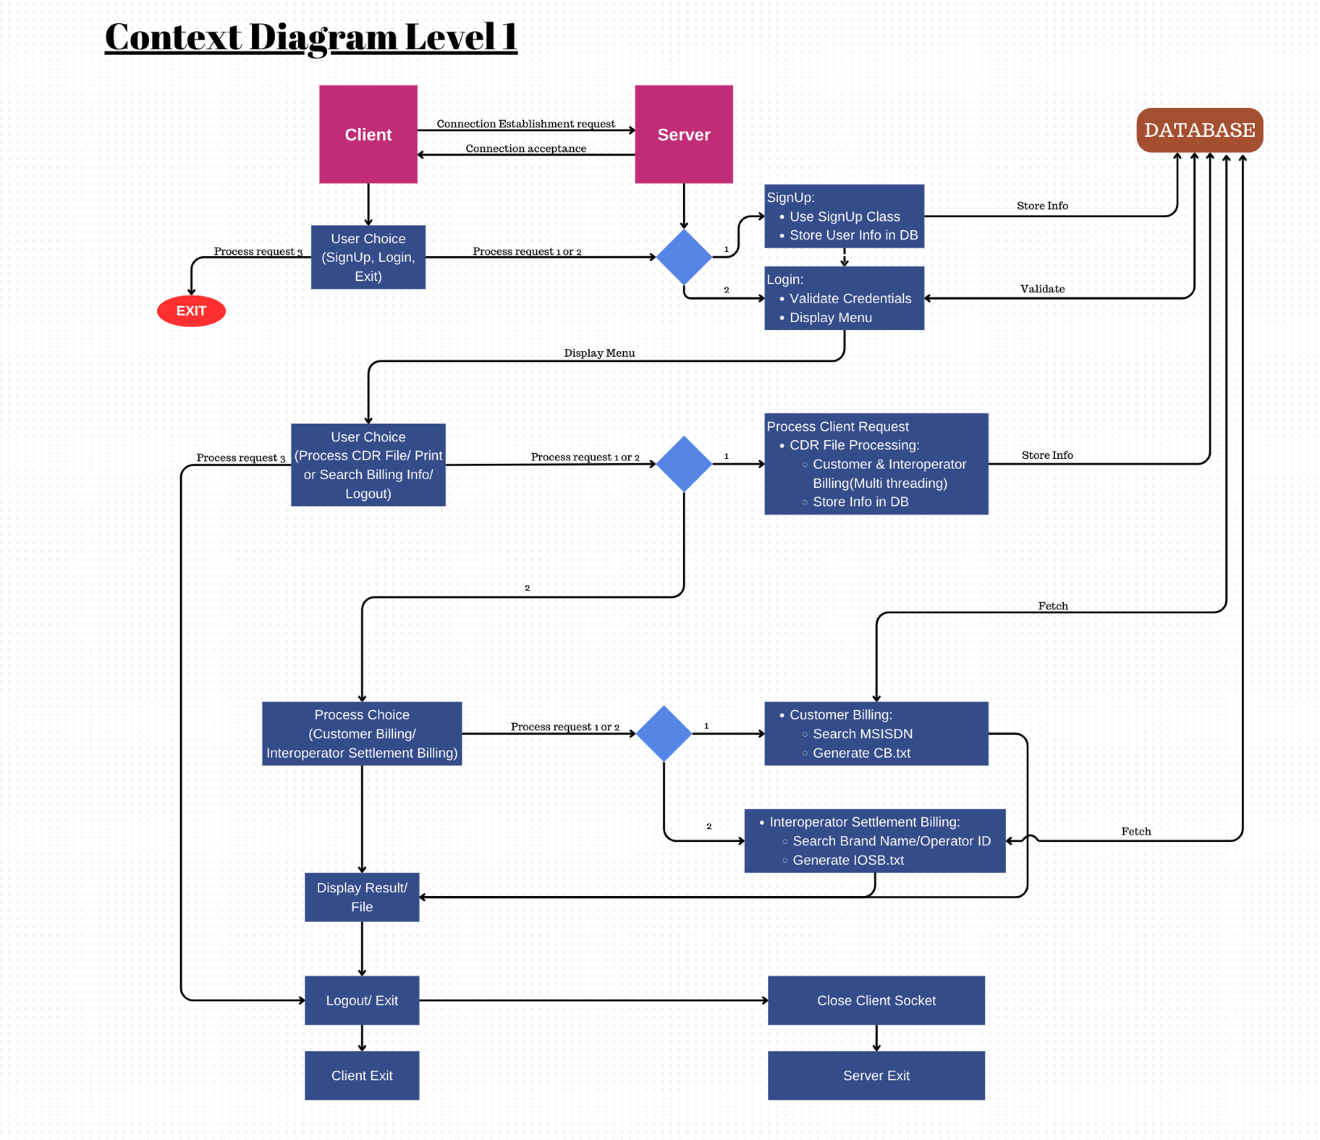 Context Diagram Level 1
Client
Connection Establishment request
Connection acceptance
Server
DATABASE
SignUp:
• Use SignUp Class
• Store User Info in DB
Store Info
User Choice
(SignUp, Login,
Exit)
Process request 3
Process request 1 or 2
1
2
EXIT
Login:
• Validate Credentials
• Display Menu
Validate
Display Menu
User Choice
(Process CDR File/ Print
or Search Billing Info/
Logout)
Process request 3
Process request 1 or 2
1
Process Client Request
• CDR File Processing:
○ Customer & Interoperator
Billing(Multi threading)
○ Store Info in DB
Store Info
2
Fetch
Process Choice
(Customer Billing/
Interoperator Settlement Billing)
Process request 1 or 2
1
• Customer Billing:
○ Search MSISDN
○ Generate CB.txt
2
• Interoperator Settlement Billing:
○ Search Brand Name/Operator ID
○ Generate IOSB.txt
Fetch
Display Result/
File
Logout/ Exit
Close Client Socket
Client Exit
Server Exit